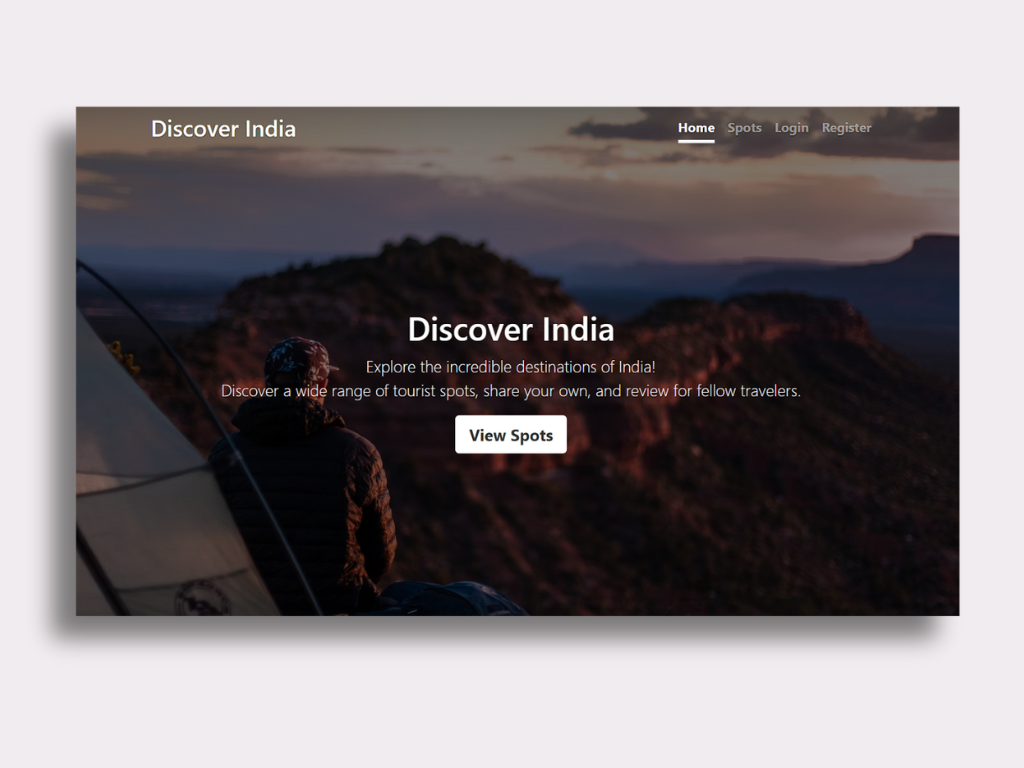 Discover India
Home Spots Login Register
Discover India
Explore the incredible destinations of India!
Discover a wide range of tourist spots, share your own, and review for fellow travelers.
View Spots